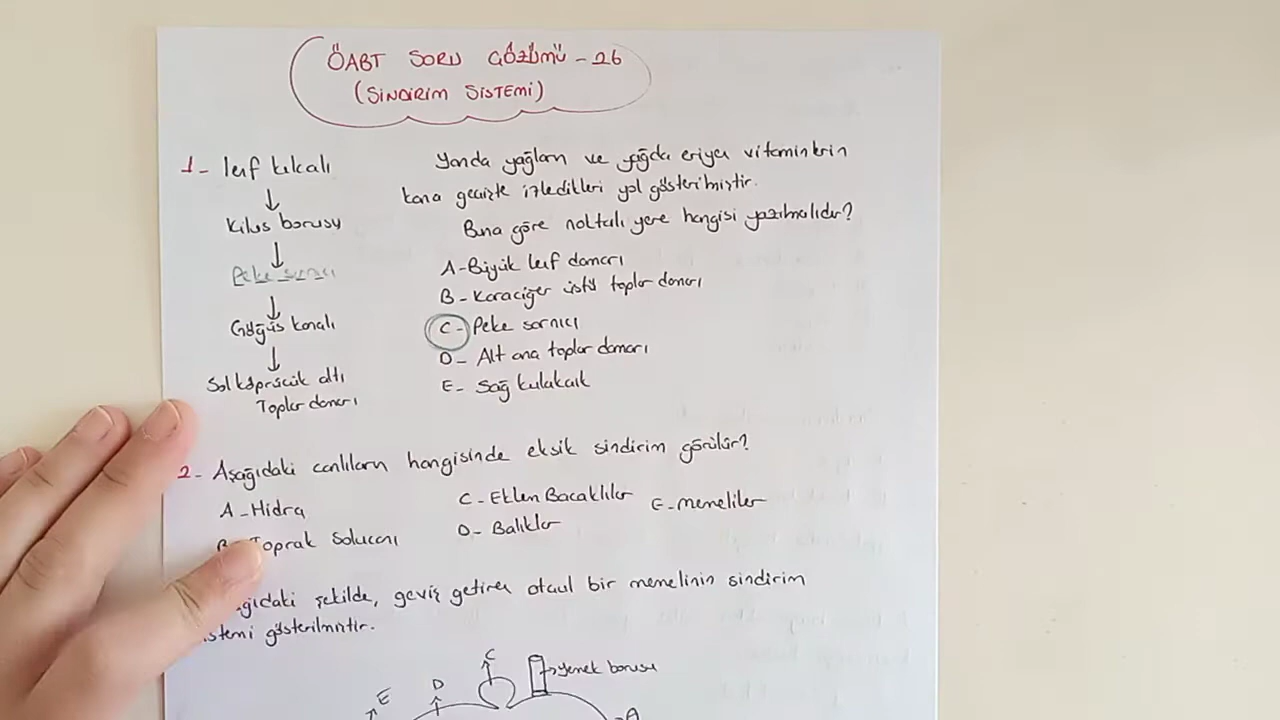 ÖABT SORU ÇÖZÜMÜ - 26
(SİNDİRİM SİSTEMİ)
1- lenf kılcalı
↓
Kilus borusu
↓
Peke sarnıcı
↓
Göğüs kanalı
↓
Sol köprücük altı
Toplar damarı
Yanda yağların ve yağda eriyen vitaminlerin
kana geçişte izledikleri yol gösterilmiştir.
Buna göre noktalı yere hangisi yazılmalıdır?
A- Büyük lenf damarı
B- Karaciğer üstü toplar damarı
C- Peke sarnıcı
D- Alt ana toplar damarı
E- Sağ kulakçık
2- Aşağıdaki canlıların hangisinde eksik sindirim görülür?
A- Hidra
B- Toprak Solucanı
C- Eklem Bacaklılar
D- Balıklar
E- memeliler
şekilde, geviş getiren otçul bir memelinin sindirim
gösterilmiştir.
C
yemek borusu
D
E
A